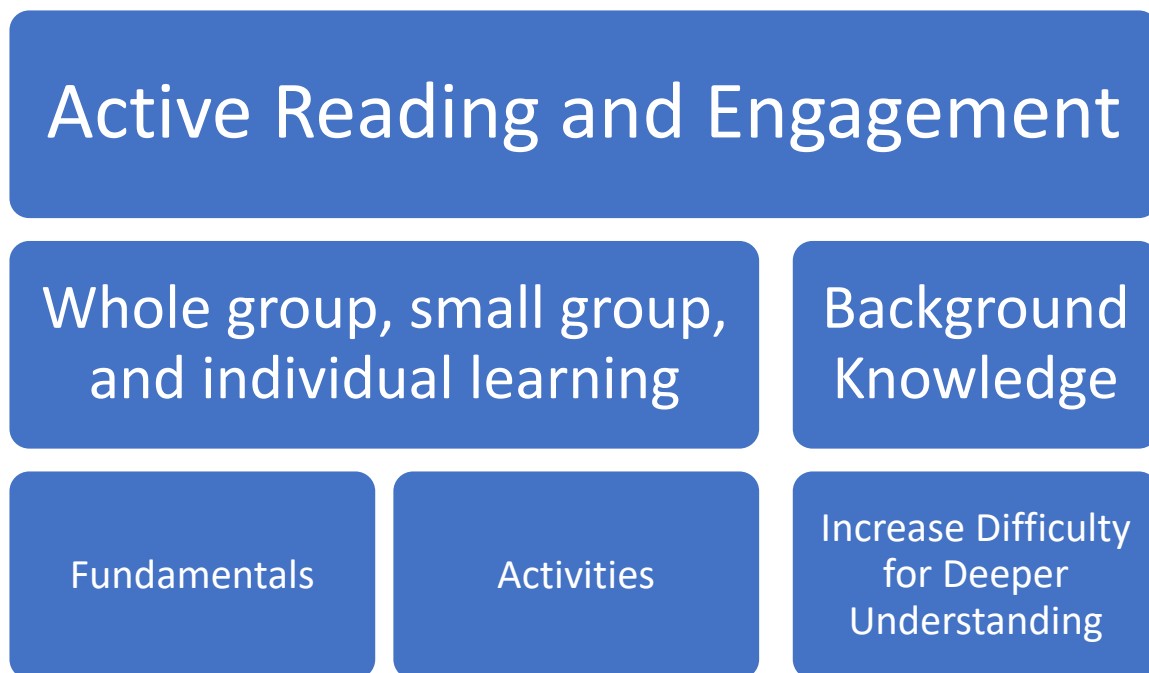 Active Reading and Engagement
Whole group, small group,
and individual learning
Background
Knowledge
Fundamentals
Activities
Increase Difficulty
for Deeper
Understanding